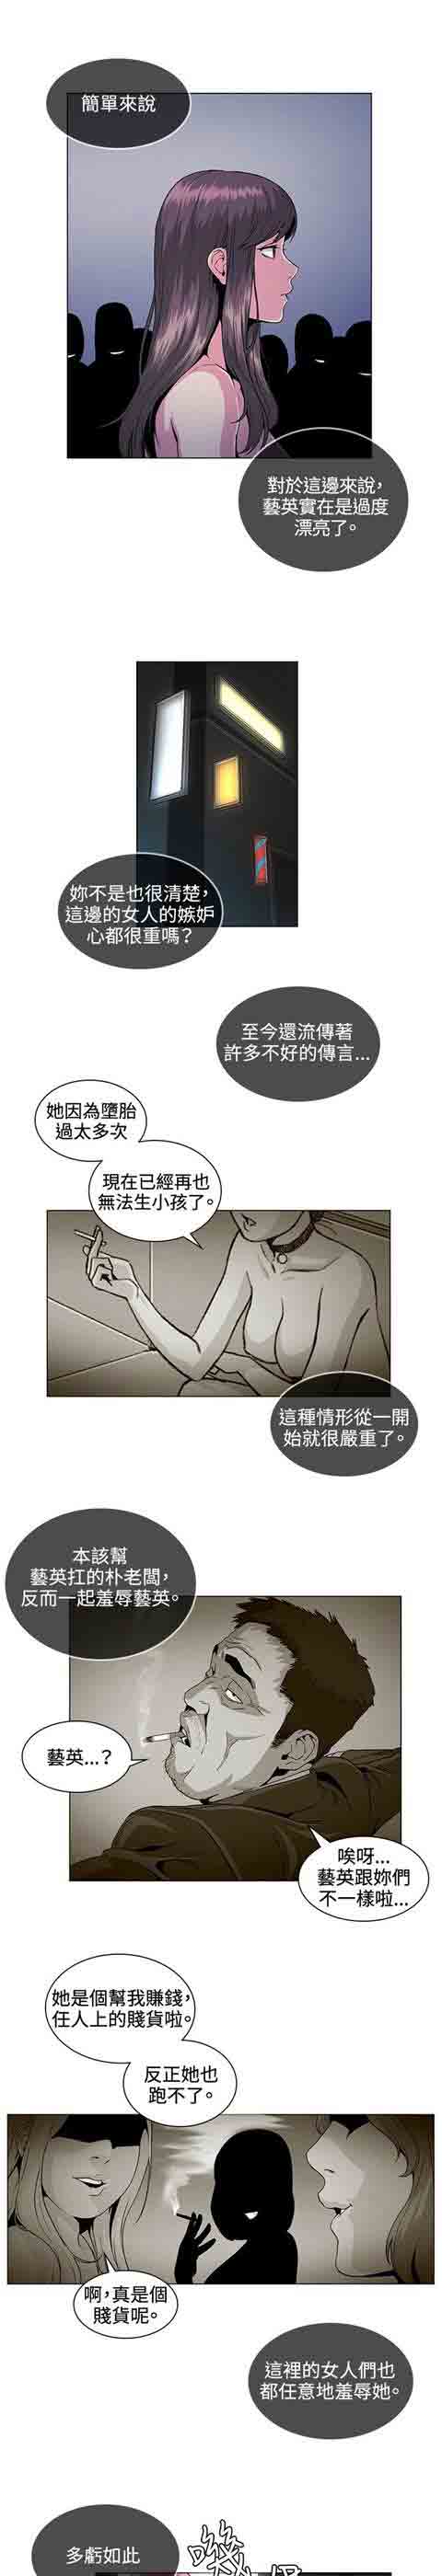 簡單來說
對於這邊來說，
藝英實在是過度
漂亮了。
妳不是也很清楚，
這邊的女人的嫉妒
心都很重嗎？
至今還流傳著
許多不好的傳言...
她因為墮胎
過太多次
現在已經再也
無法生小孩了。
這種情形從一開
始就很嚴重了。
本該幫
藝英扛的朴老闆，
反而一起羞辱藝英。
藝英...？
唉呀...
藝英跟妳們
不一樣啦...
她是個幫我賺錢，
任人上的賤貨啦。
反正她也
跑不了。
啊，真是個
賤貨呢。
這裡的女人們也
都任意地羞辱她。
多虧如此
嘰